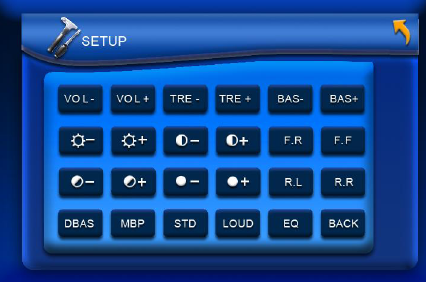 SETUP
VOL - VOL + TRE - TRE + BAS- BAS+
- + - + F.R F.F
- + - + R.L R.R
DBAS MBP STD LOUD EQ BACK